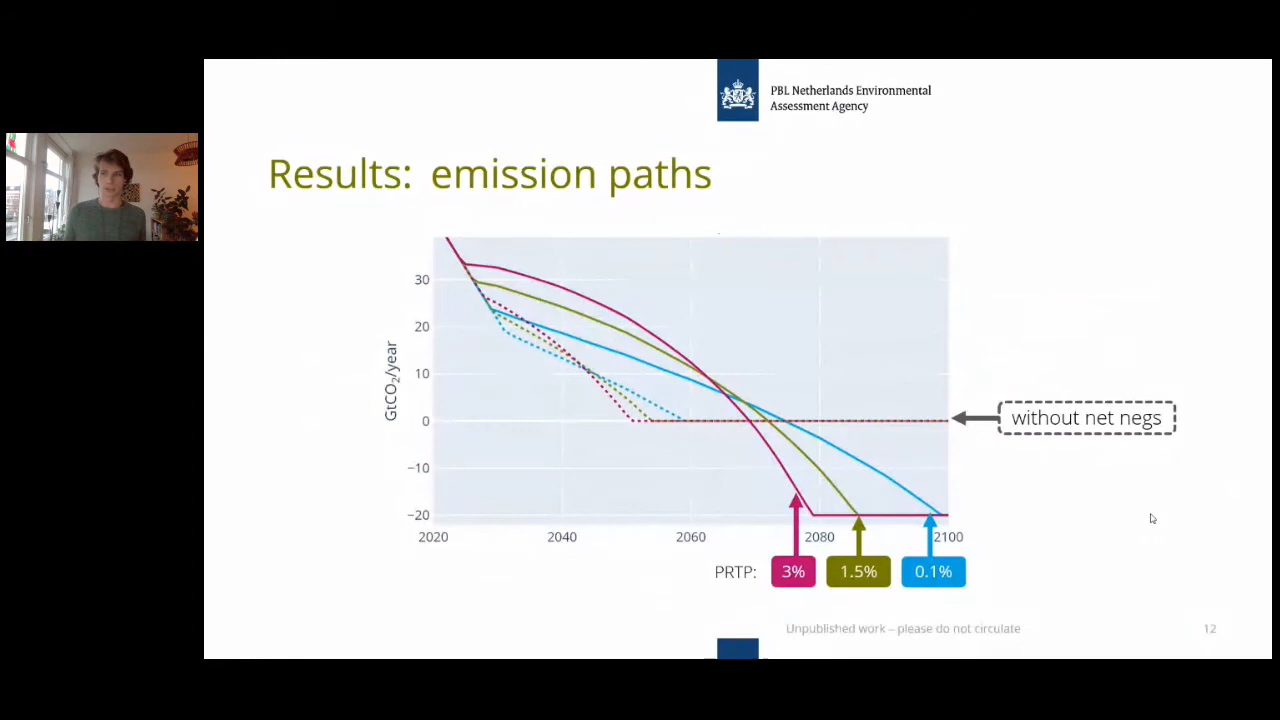 PBL Netherlands Environmental
Assessment Agency
Results: emission paths
30
20
10
0
−10
−20
GtCO₂/year
2020
2040
2060
2080
2100
without net negs
PRTP:
3%
1.5%
0.1%
Unpublished work – please do not circulate
12